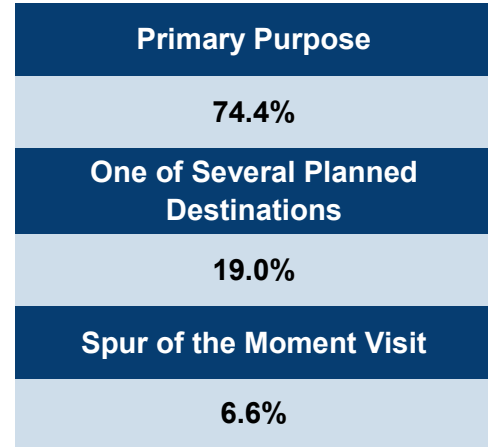 Primary Purpose
74.4%
One of Several Planned
Destinations
19.0%
Spur of the Moment Visit
6.6%